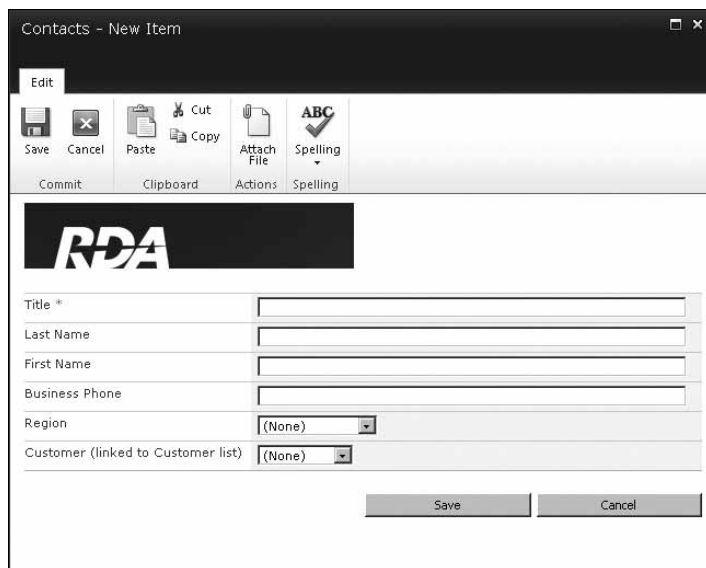 Contacts - New Item
Edit
Save Cancel Paste Cut Copy Attach File ABC Spelling
Commit Clipboard Actions Spelling
RDA
Title *
Last Name
First Name
Business Phone
Region (None)
Customer (linked to Customer list) (None)
Save Cancel